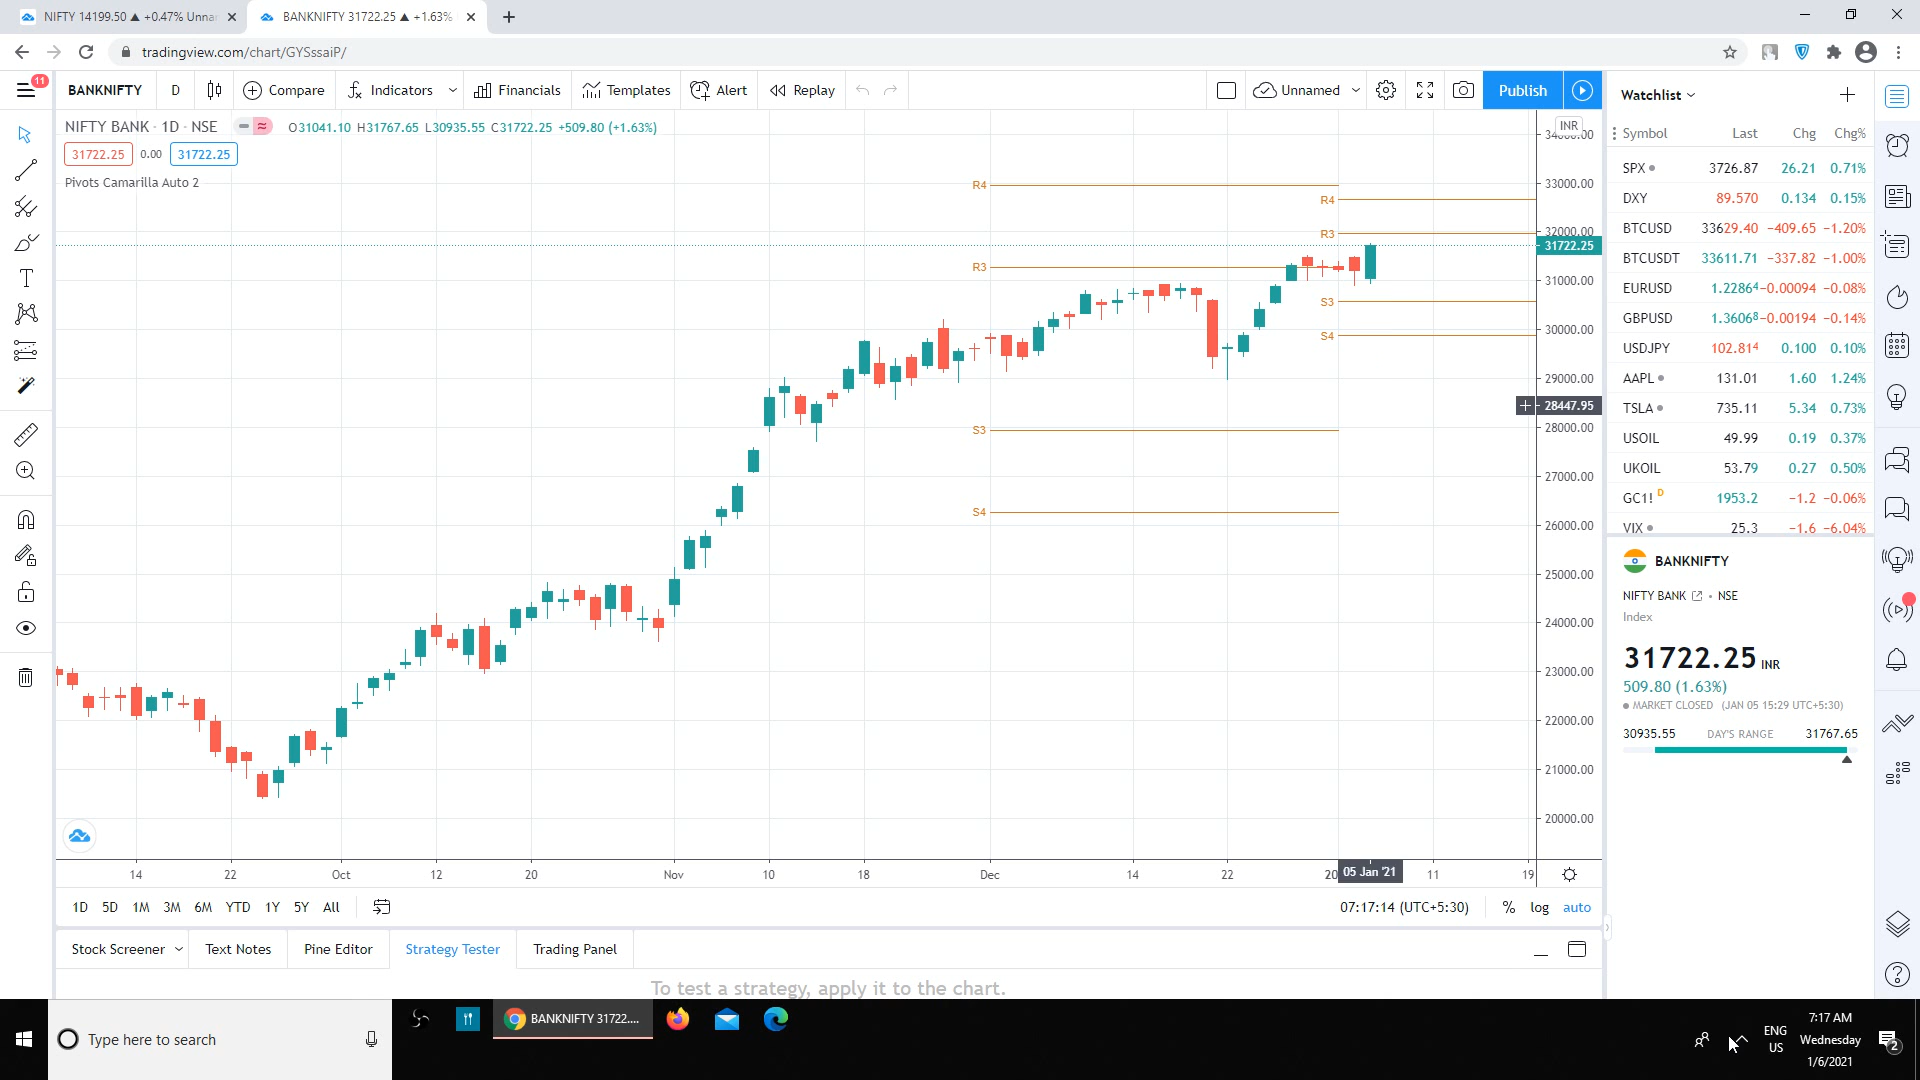 NIFTY 14199.50 ▲ +0.47% Unnar
BANKNIFTY 31722.25 ▲ +1.63%
tradingview.com/chart/GYSssaiP/
11
BANKNIFTY D Compare Indicators Financials Templates Alert Replay Unnamed Publish
NIFTY BANK · 1D · NSE O31041.10 H31767.65 L30935.55 C31722.25 +509.80 (+1.63%)
31722.25 0.00 31722.25
Pivots Camarilla Auto 2
INR
R4
R4
R3
R3
S3
S4
S3
S4
33000.00
32000.00
31722.25
31000.00
30000.00
29000.00
28447.95
28000.00
27000.00
26000.00
25000.00
24000.00
23000.00
22000.00
21000.00
20000.00
14 22 Oct 12 20 Nov 10 18 Dec 14 22 05 Jan '21 11 19
1D 5D 1M 3M 6M YTD 1Y 5Y All 07:17:14 (UTC+5:30) % log auto
Stock Screener Text Notes Pine Editor Strategy Tester Trading Panel
To test a strategy, apply it to the chart.
Watchlist
Symbol Last Chg Chg%
SPX 3726.87 26.21 0.71%
DXY 89.570 0.134 0.15%
BTCUSD 33629.40 −409.65 −1.20%
BTCUSDT 33611.71 −337.82 −1.00%
EURUSD 1.22864 −0.00094 −0.08%
GBPUSD 1.36068 −0.00194 −0.14%
USDJPY 102.814 0.100 0.10%
AAPL 131.01 1.60 1.24%
TSLA 735.11 5.34 0.73%
USOIL 49.99 0.19 0.37%
UKOIL 53.79 0.27 0.50%
GC1! D 1953.2 −1.2 −0.06%
VIX 25.3 −1.6 −6.04%
BANKNIFTY
NIFTY BANK • NSE
Index
31722.25 INR
509.80 (1.63%)
MARKET CLOSED (JAN 05 15:29 UTC+5:30)
30935.55 DAY'S RANGE 31767.65
Type here to search
BANKNIFTY 31722....
ENG
US
7:17 AM
Wednesday
1/6/2021
2